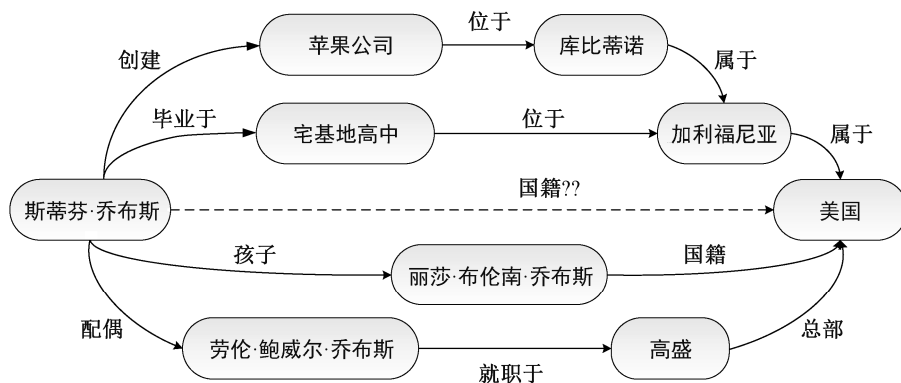 苹果公司
位于
库比蒂诺
创建
属于
毕业于
宅基地高中
位于
加利福尼亚
属于
斯蒂芬·乔布斯
国籍??
美国
孩子
丽莎·布伦南·乔布斯
国籍
配偶
劳伦·鲍威尔·乔布斯
就职于
高盛
总部